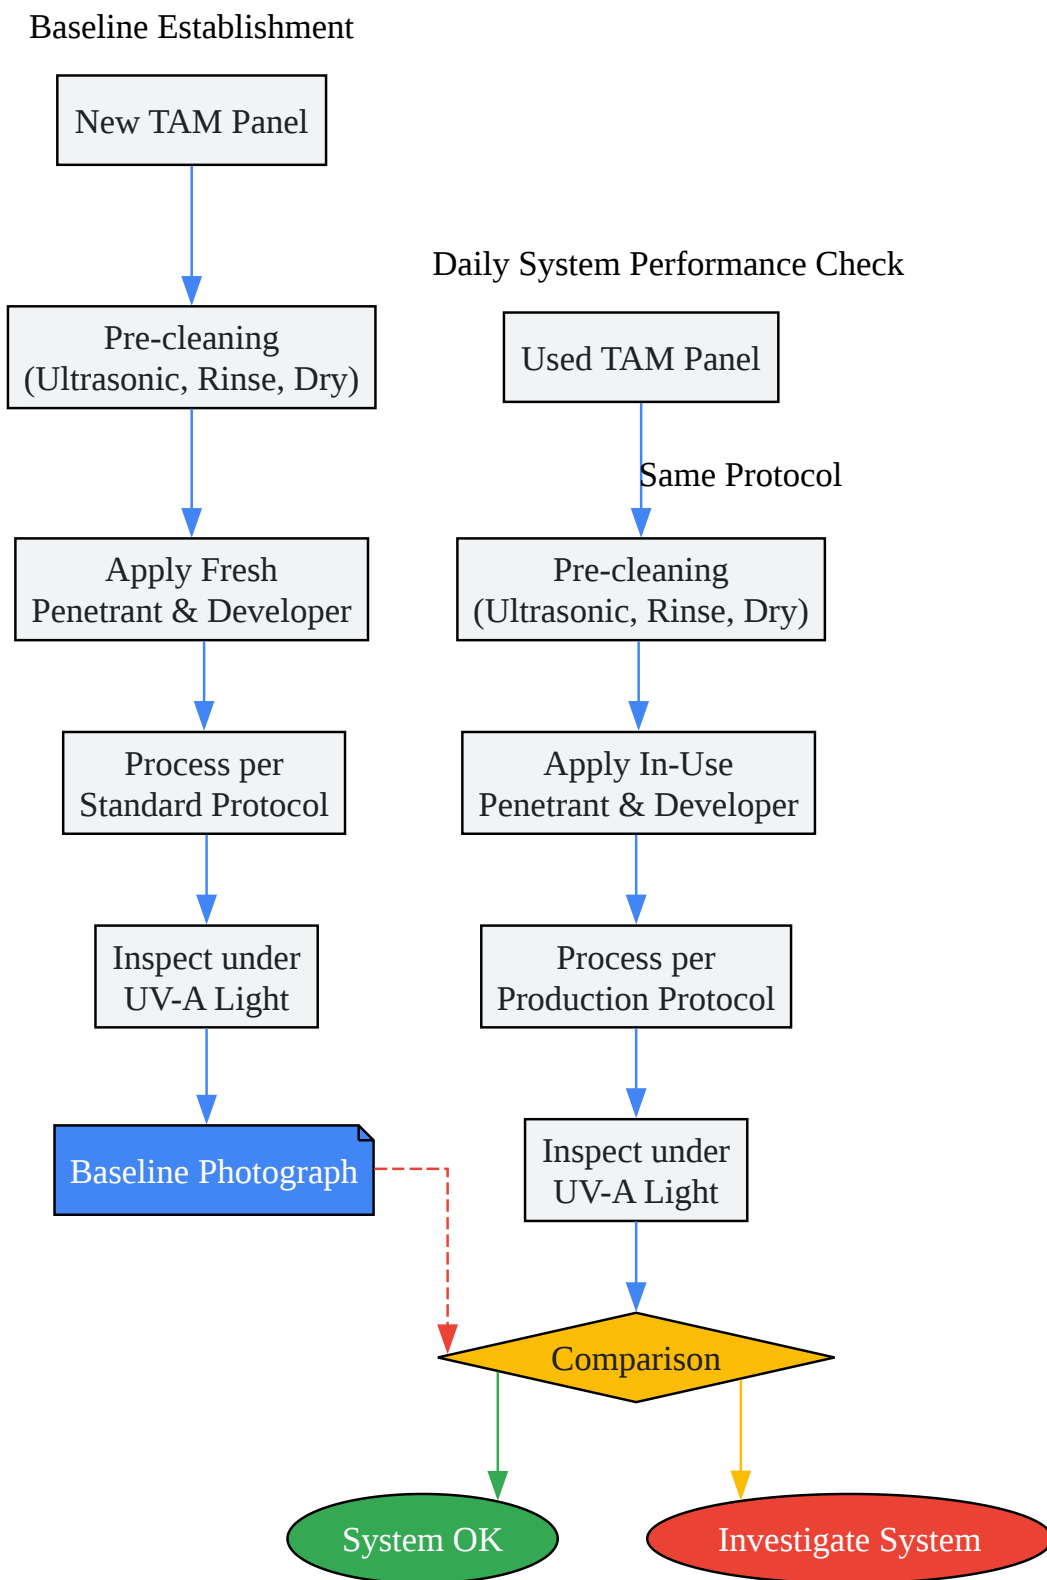 Baseline Establishment
New TAM Panel
Pre-cleaning
(Ultrasonic, Rinse, Dry)
Apply Fresh
Penetrant & Developer
Process per
Standard Protocol
Inspect under
UV-A Light
Baseline Photograph
Daily System Performance Check
Used TAM Panel
Same Protocol
Pre-cleaning
(Ultrasonic, Rinse, Dry)
Apply In-Use
Penetrant & Developer
Process per
Production Protocol
Inspect under
UV-A Light
Comparison
System OK
Investigate System